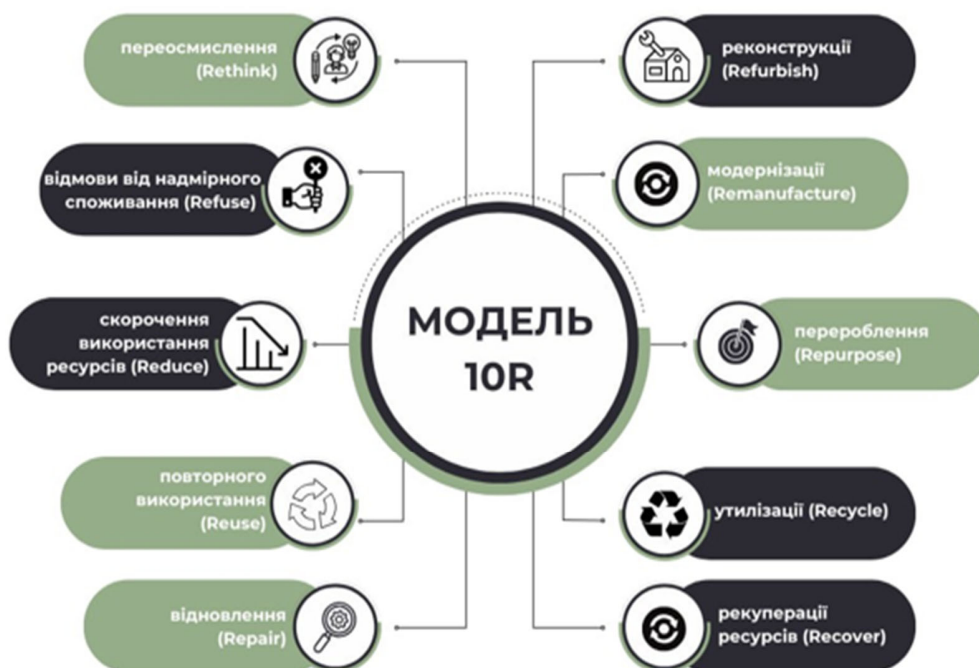 переосмислення
(Rethink)
відмови від надмірного
споживання (Refuse)
скорочення
використання
ресурсів (Reduce)
повторного
використання
(Reuse)
відновлення
(Repair)
МОДЕЛЬ
10R
реконструкції
(Refurbish)
модернізації
(Remanufacture)
перероблення
(Repurpose)
утилізації (Recycle)
рекуперації
ресурсів (Recover)